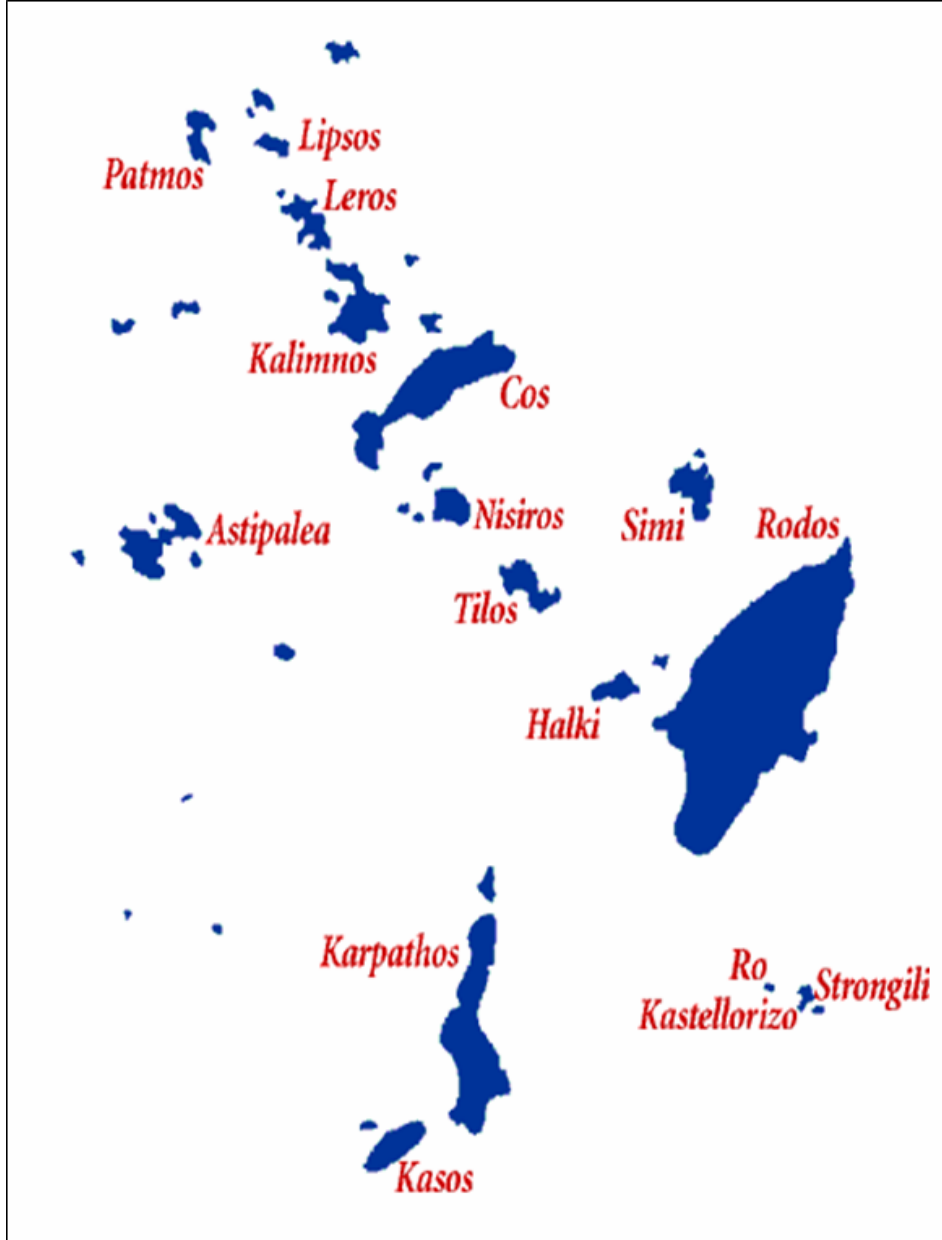 Lipsos
Patmos
Leros
Kalimnos
Cos
Nisiros
Simi
Rodos
Astipalea
Tilos
Halki
Karpathos
Ro
Strongili
Kastellorizo
Kasos